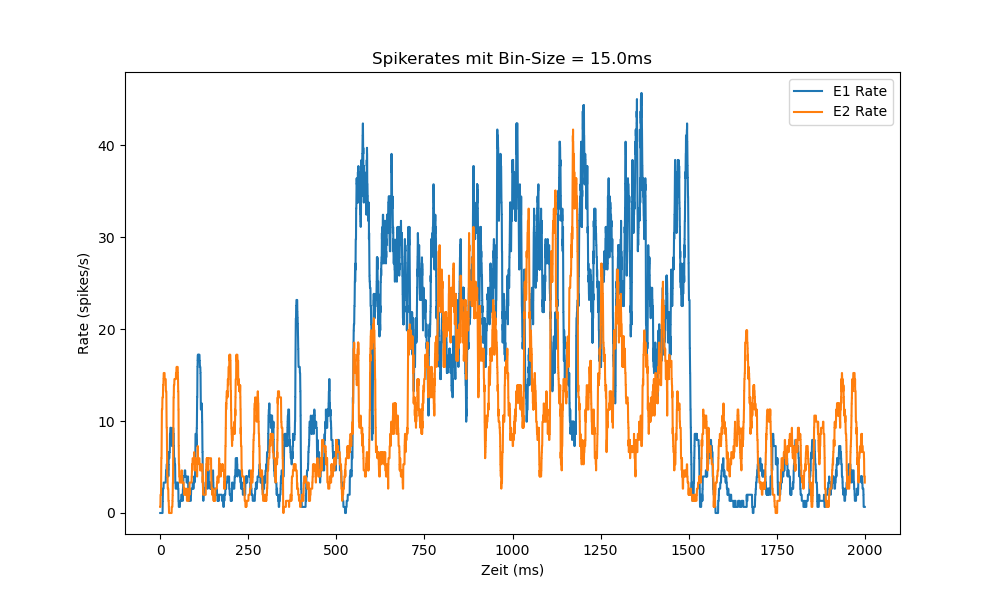 Spikerates mit Bin-Size = 15.0ms
E1 Rate
E2 Rate
Rate (spikes/s)
40
30
20
10
0
0 250 500 750 1000 1250 1500 1750 2000
Zeit (ms)